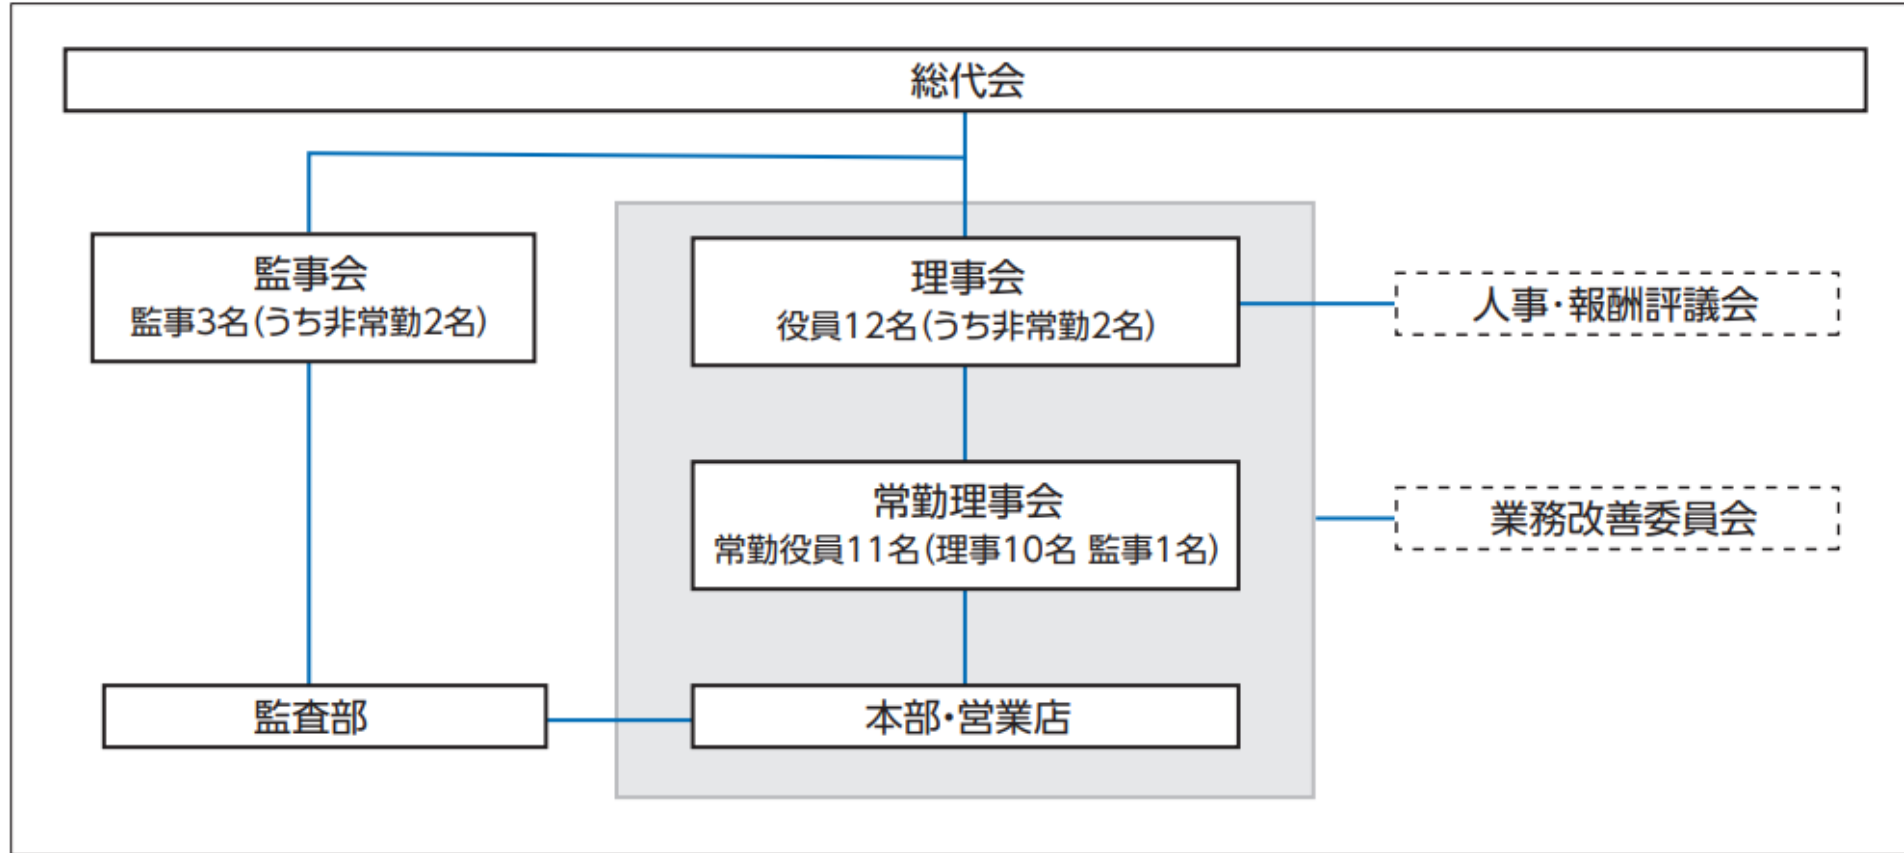 総代会
監事会
監事3名(うち非常勤2名)
理事会
役員12名(うち非常勤2名)
人事・報酬評議会
常勤理事会
常勤役員11名(理事10名 監事1名)
業務改善委員会
監査部
本部・営業店